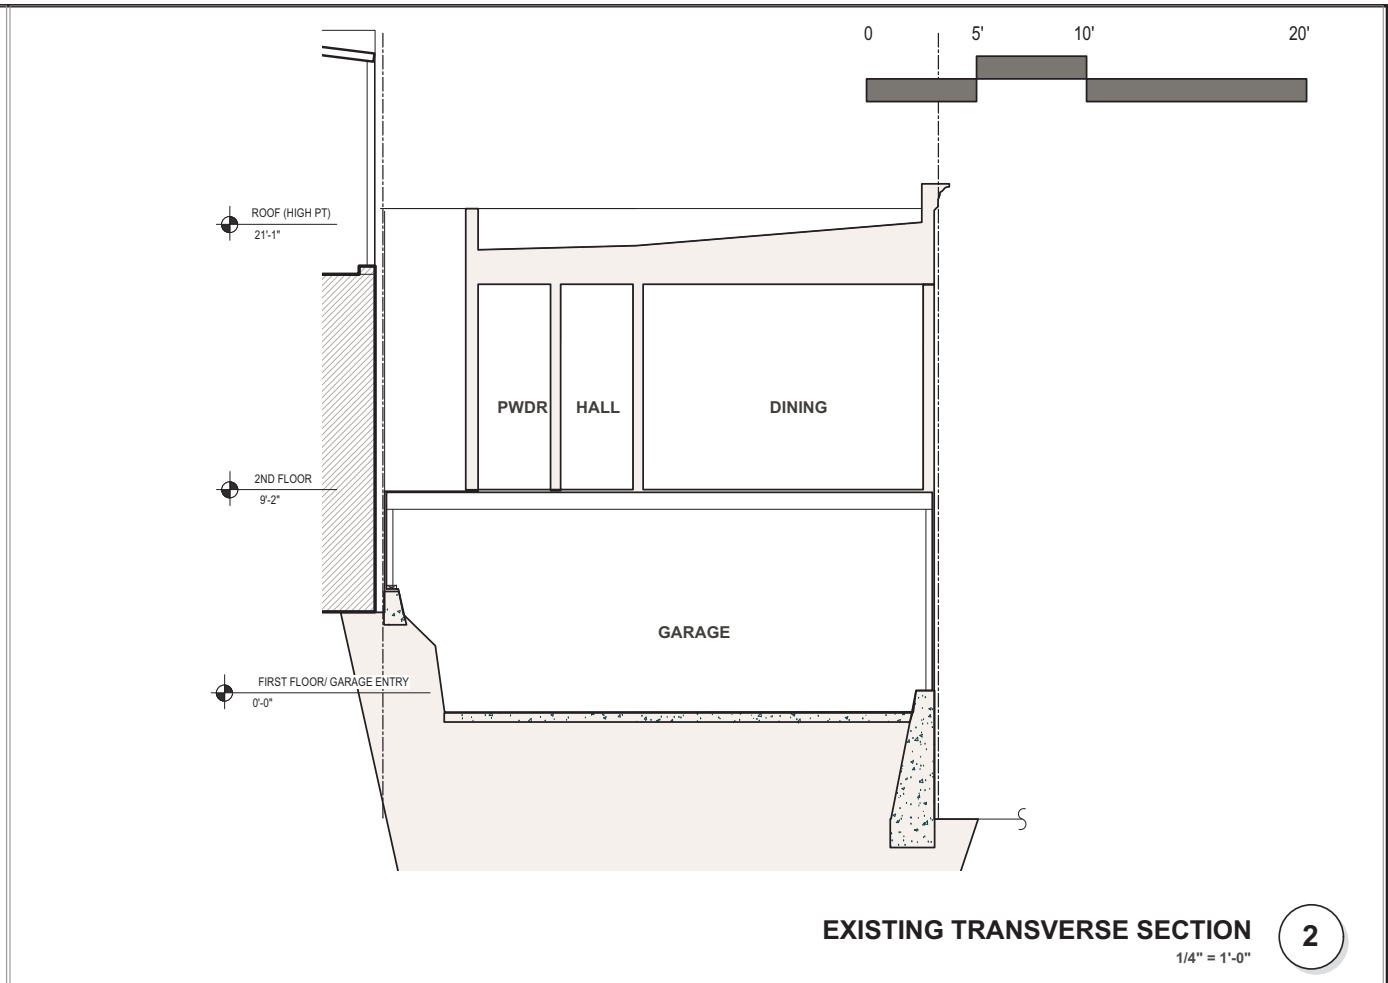 0 5' 10' 20'
ROOF (HIGH PT)
21'-1"
PWDR HALL DINING
2ND FLOOR
9'-2"
GARAGE
FIRST FLOOR/ GARAGE ENTRY
0'-0"
EXISTING TRANSVERSE SECTION
1/4" = 1'-0"
2